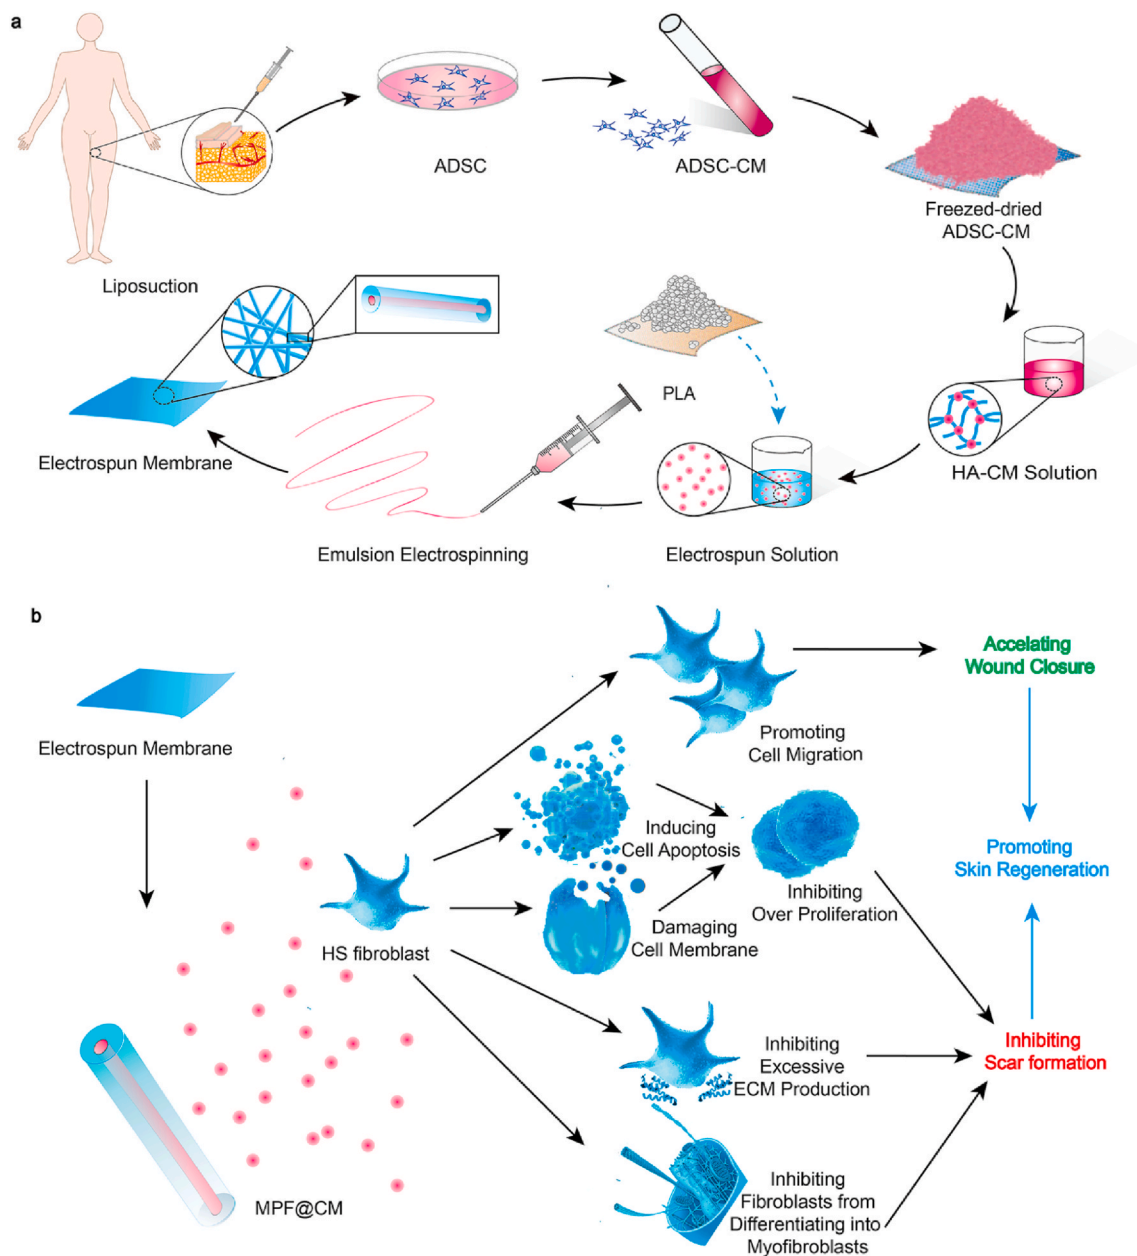 a
ADSC
ADSC-CM
Freezed-dried
ADSC-CM
Liposuction
PLA
Electrospun Membrane
HA-CM Solution
Emulsion Electrospinning
Electrospun Solution
b
Electrospun Membrane
Promoting
Cell Migration
Accelating
Wound Closure
Inducing
Cell Apoptosis
Promoting
Skin Regeneration
Inhibiting
Over Proliferation
HS fibroblast
Damaging
Cell Membrane
Inhibiting
Excessive
ECM Production
Inhibiting
Scar formation
MPF@CM
Inhibiting
Fibroblasts from
Differentiating into
Myofibroblasts